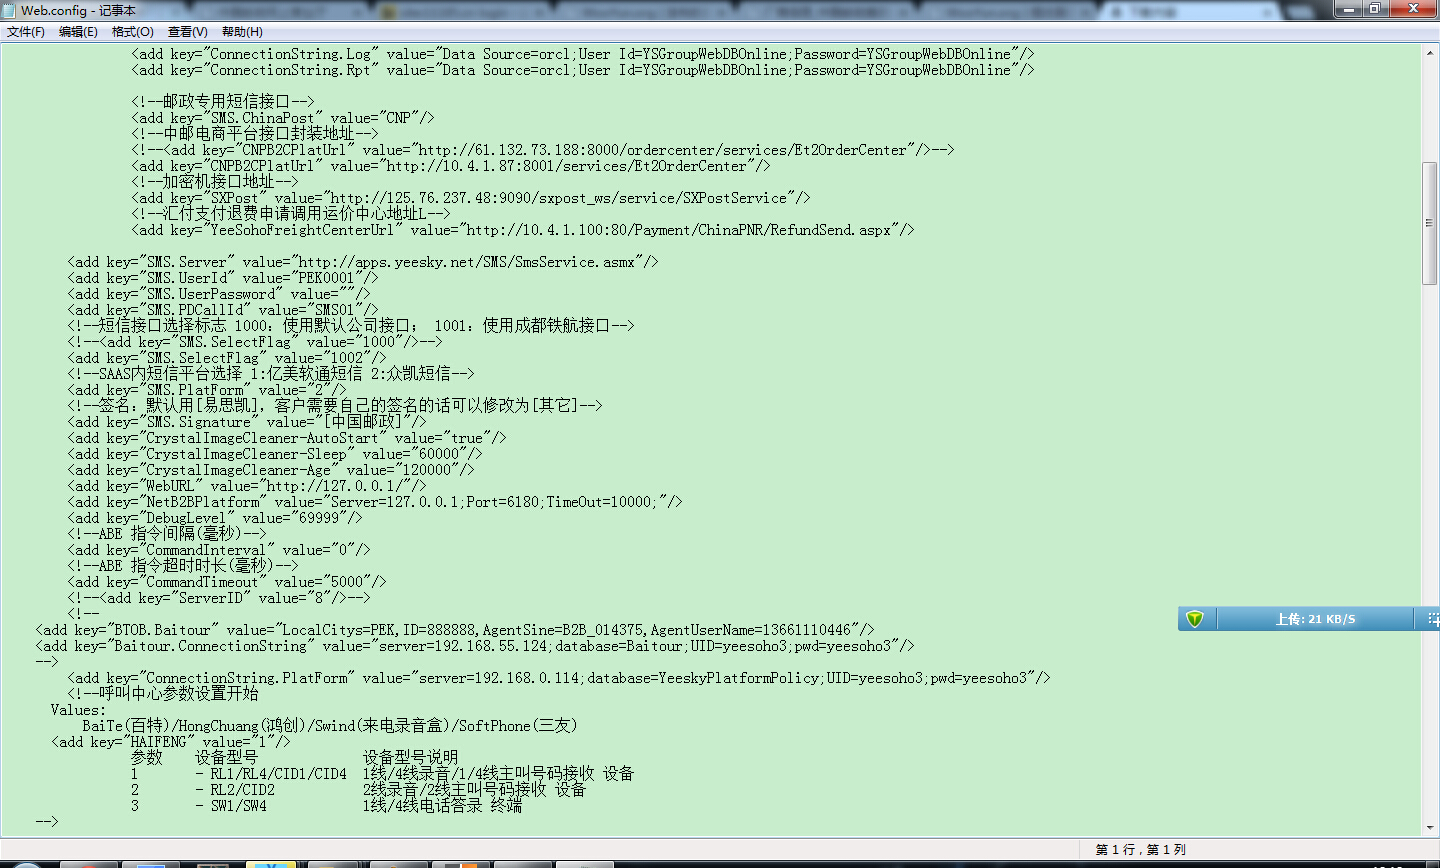 Web.config - 记事本
文件(F) 编辑(E) 格式(O) 查看(V) 帮助(H)
<add key="ConnectionString.Log" value="Data Source=orcl;User Id=YSGroupWebDBOnline;Password=YSGroupWebDBOnline"/>
<add key="ConnectionString.Rpt" value="Data Source=orcl;User Id=YSGroupWebDBOnline;Password=YSGroupWebDBOnline"/>
<!--邮政专用短信接口-->
<add key="SMS.ChinaPost" value="CNP"/>
<!--中邮电商平台接口封装地址-->
<!--<add key="CNPB2CPlatUrl" value="http://61.132.73.188:8000/ordercenter/services/Et2OrderCenter"/>-->
<add key="CNPB2CPlatUrl" value="http://10.4.1.87:8001/services/Et2OrderCenter"/>
<!--加密机接口地址-->
<add key="SXPost" value="http://125.76.237.48:9090/sxpost_ws/service/SXPostService"/>
<!--汇付支付退费申请调用运价中心地址L-->
<add key="YeeSohoFreightCenterUrl" value="http://10.4.1.100:80/Payment/ChinaPNR/RefundSend.aspx"/>
<add key="SMS.Server" value="http://apps.yeesky.net/SMS/SmsService.asmx"/>
<add key="SMS.UserId" value="PEK0001"/>
<add key="SMS.UserPassword" value=""/>
<add key="SMS.PDCallId" value="SMS01"/>
<!--短信接口选择标志 1000：使用默认公司接口； 1001：使用成都铁航接口-->
<!--<add key="SMS.SelectFlag" value="1000"/>-->
<add key="SMS.SelectFlag" value="1002"/>
<!--SAAS内短信平台选择 1:亿美软通短信 2:众凯短信-->
<add key="SMS.PlatForm" value="2"/>
<!--签名：默认用[易思凯]，客户需要自己的签名的话可以修改为[其它]-->
<add key="SMS.Signature" value="[中国邮政]"/>
<add key="CrystalImageCleaner-AutoStart" value="true"/>
<add key="CrystalImageCleaner-Sleep" value="60000"/>
<add key="CrystalImageCleaner-Age" value="120000"/>
<add key="WebURL" value="http://127.0.0.1/"/>
<add key="NetB2BPlatform" value="Server=127.0.0.1;Port=6180;TimeOut=10000;"/>
<add key="DebugLevel" value="69999"/>
<!--ABE 指令间隔(毫秒)-->
<add key="CommandInterval" value="0"/>
<!--ABE 指令超时时长(毫秒)-->
<add key="CommandTimeout" value="5000"/>
<!--<add key="ServerID" value="8"/>-->
<!--
<add key="BTOB.Baitour" value="LocalCitys=PEK,ID=888888,AgentSine=B2B_014375,AgentUserName=13661110446"/>
<add key="Baitour.ConnectionString" value="server=192.168.55.124;database=Baitour;UID=yeesoho3;pwd=yeesoho3"/>
-->
<add key="ConnectionString.PlatForm" value="server=192.168.0.114;database=YeeskyPlatformPolicy;UID=yeesoho3;pwd=yeesoho3"/>
<!--呼叫中心参数设置开始
Values:
BaiTe(百特)/HongChuang(鸿创)/Swind(来电录音盒)/SoftPhone(三友)
<add key="HAIFENG" value="1"/>
参数 设备型号 设备型号说明
1 - RL1/RL4/CID1/CID4 1线/4线录音/1/4线主叫号码接收 设备
2 - RL2/CID2 2线录音/2线主叫号码接收 设备
3 - SW1/SW4 1线/4线电话答录 终端
-->
上传: 21 KB/S
第 1 行，第 1 列